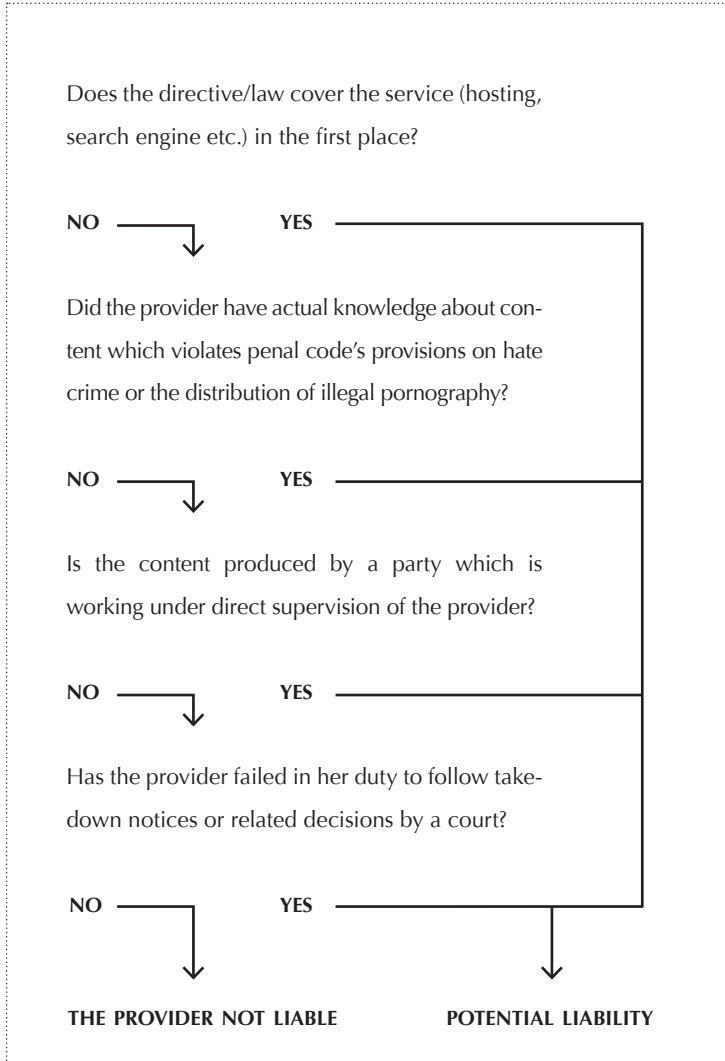 Does the directive/law cover the service (hosting,
search engine etc.) in the first place?
NO YES
Did the provider have actual knowledge about con-
tent which violates penal code’s provisions on hate
crime or the distribution of illegal pornography?
NO YES
Is the content produced by a party which is
working under direct supervision of the provider?
NO YES
Has the provider failed in her duty to follow take-
down notices or related decisions by a court?
NO YES
THE PROVIDER NOT LIABLE POTENTIAL LIABILITY